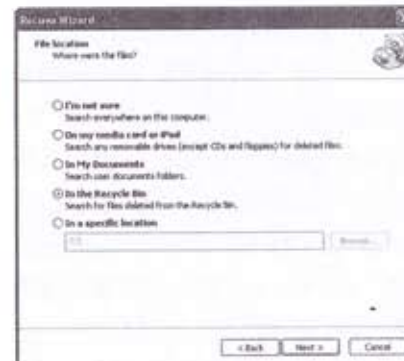 Recuva Wizard
File location
Where were the files?
I'm not sure
Search everywhere on this computer.
On my media card or iPod
Search any removable drives (except CDs and floppies) for deleted files.
In My Documents
Search user documents folders.
In the Recycle Bin
Search for files deleted from the Recycle Bin.
In a specific location
Browse...
< Back
Next >
Cancel